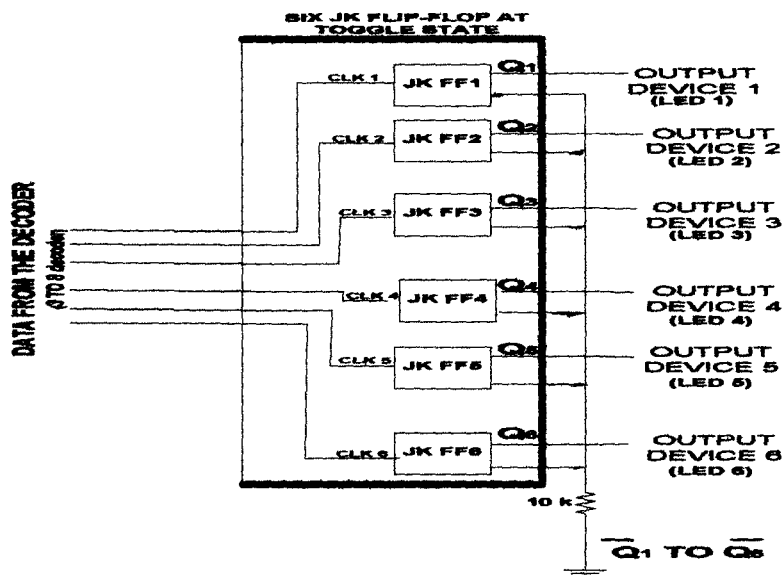 SIX JK FLIP-FLOP AT
TOGGLE STATE
CLK 1
JK FF1
Q1
OUTPUT
DEVICE 1
(LED 1)
CLK 2
JK FF2
Q2
OUTPUT
DEVICE 2
(LED 2)
CLK 3
JK FF3
Q3
OUTPUT
DEVICE 3
(LED 3)
DATA FROM THE DECODER
(3 TO 8 decoder)
CLK 4
JK FF4
Q4
OUTPUT
DEVICE 4
(LED 4)
CLK 5
JK FF5
Q5
OUTPUT
DEVICE 5
(LED 5)
CLK 6
JK FF6
Q6
OUTPUT
DEVICE 6
(LED 6)
10 k
Q̅1 TO Q̅6